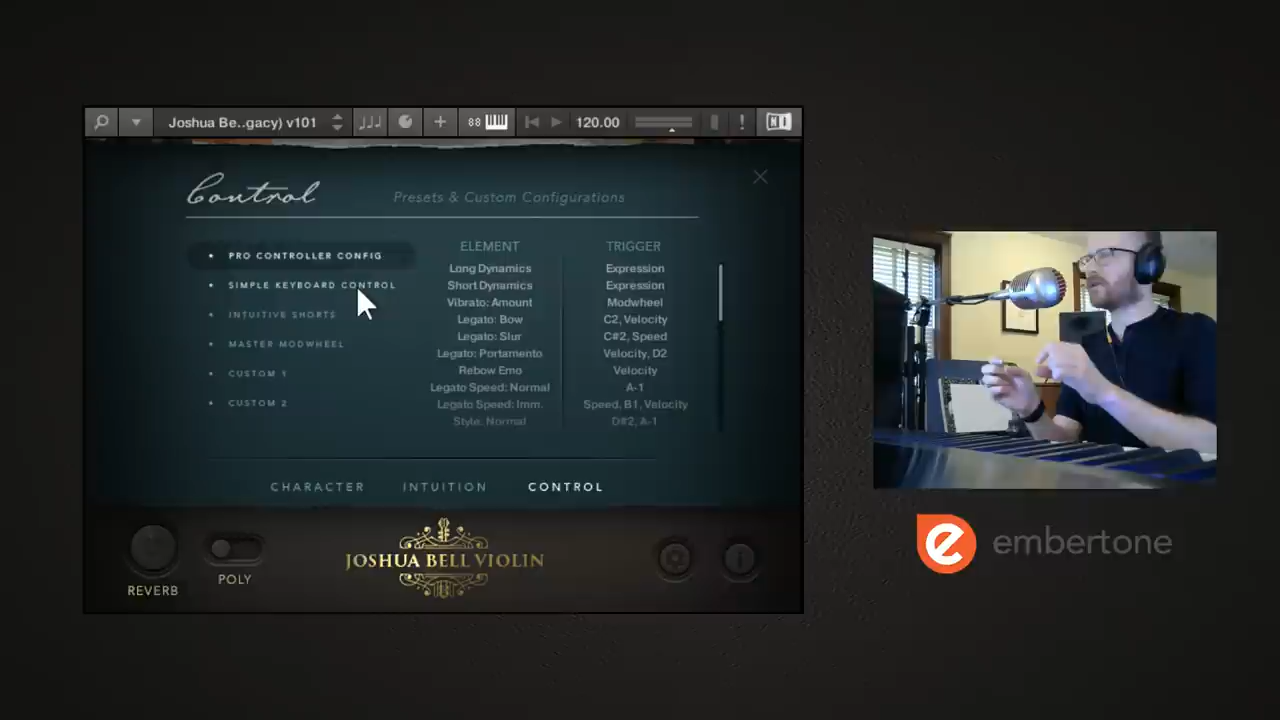 Joshua Be..gacy) v101
88
120.00
Control
Presets & Custom Configurations
PRO CONTROLLER CONFIG
SIMPLE KEYBOARD CONTROL
INTUITIVE SHORTS
MASTER MODWHEEL
CUSTOM 1
CUSTOM 2
ELEMENT TRIGGER
Long Dynamics Expression
Short Dynamics Expression
Vibrato: Amount Modwheel
Legato: Bow C2, Velocity
Legato: Slur C#2, Speed
Legato: Portamento Velocity, D2
Rebow Emo Velocity
Legato Speed: Normal A-1
Legato Speed: Imm. Speed, B1, Velocity
Style: Normal D#2, A-1
CHARACTER INTUITION CONTROL
REVERB
POLY
JOSHUA BELL VIOLIN
embertone